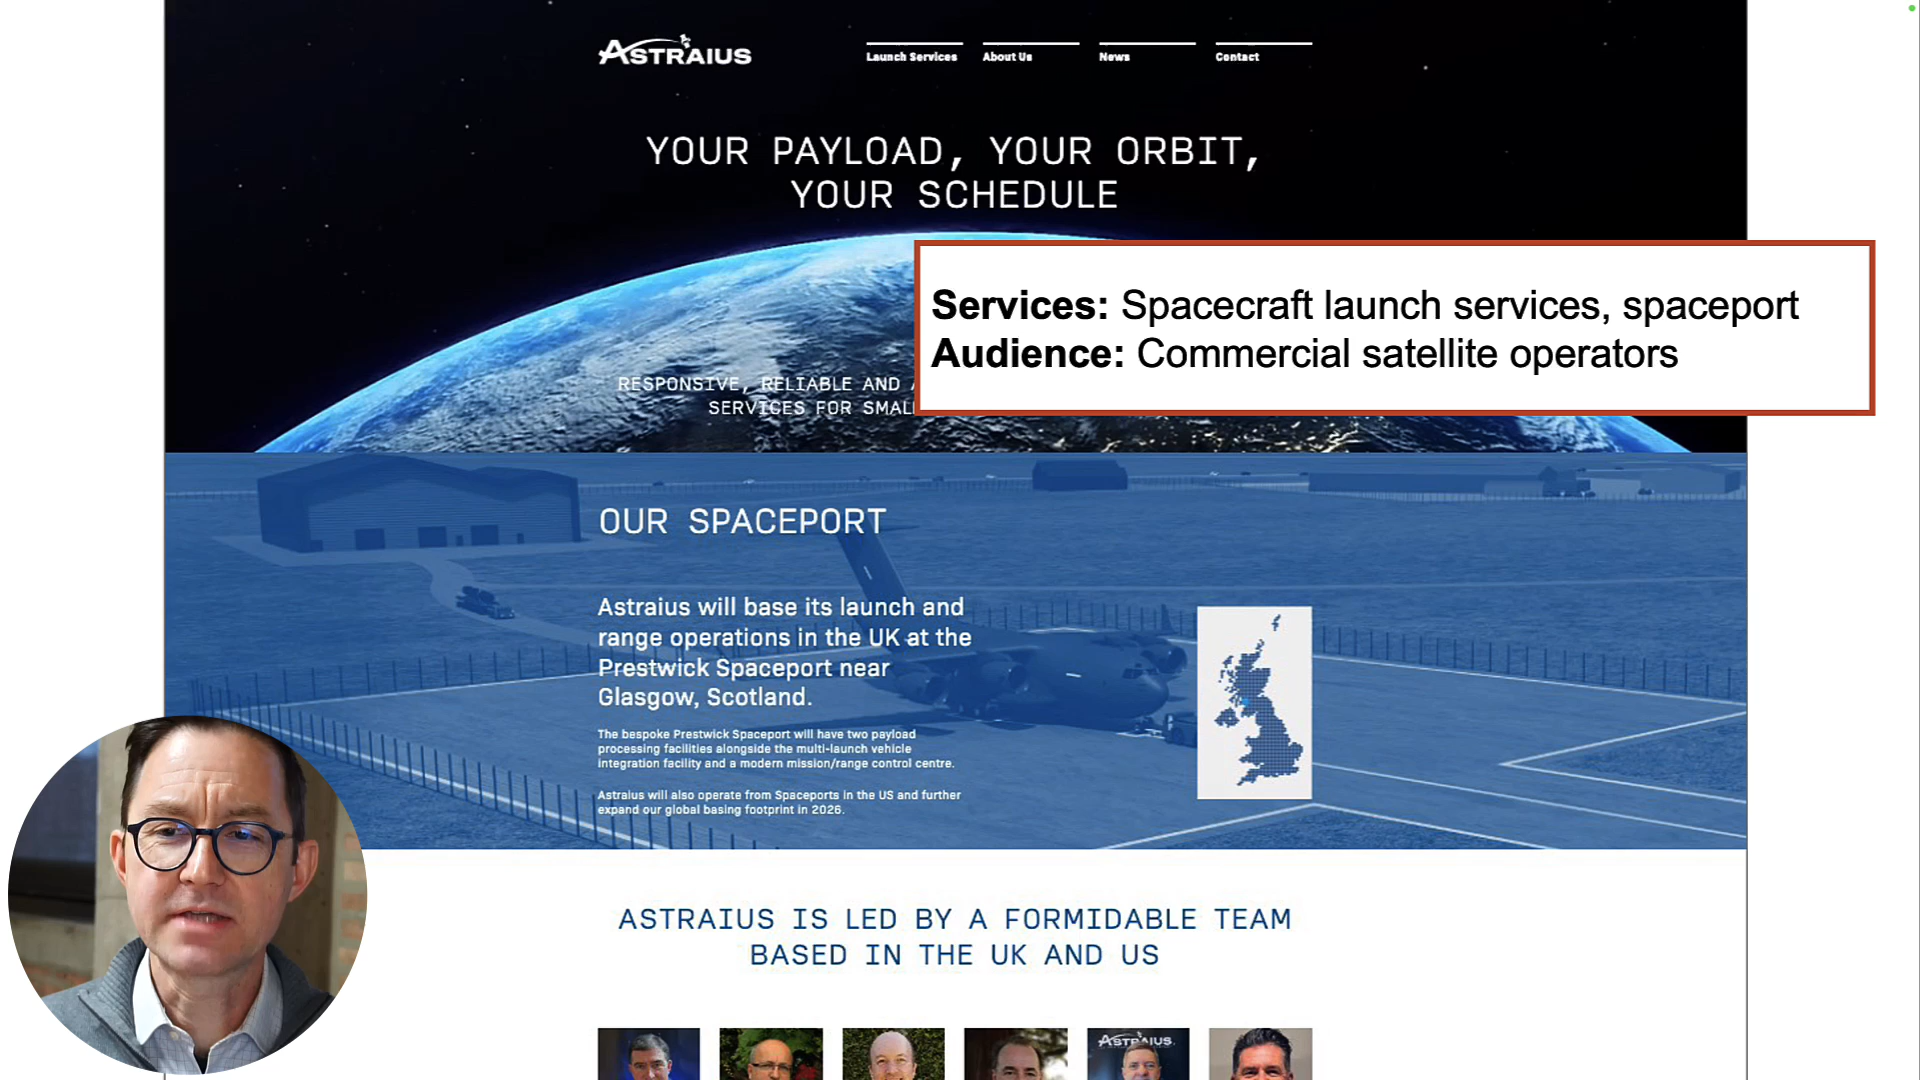 ASTRAIUS
Launch Services
About Us
News
Contact
YOUR PAYLOAD, YOUR ORBIT,
YOUR SCHEDULE
Services: Spacecraft launch services, spaceport
Audience: Commercial satellite operators
RESPONSIVE, RELIABLE AND
SERVICES FOR
OUR SPACEPORT
Astraius will base its launch and
range operations in the UK at the
Prestwick Spaceport near
Glasgow, Scotland.
The bespoke Prestwick Spaceport will have two payload
processing facilities alongside the multi-launch vehicle
integration facility and a modern mission/range control centre.
Astraius will also operate from Spaceports in the US and further
expand our global basing footprint in 2026.
ASTRAIUS IS LED BY A FORMIDABLE TEAM
BASED IN THE UK AND US
ASTRAIUS